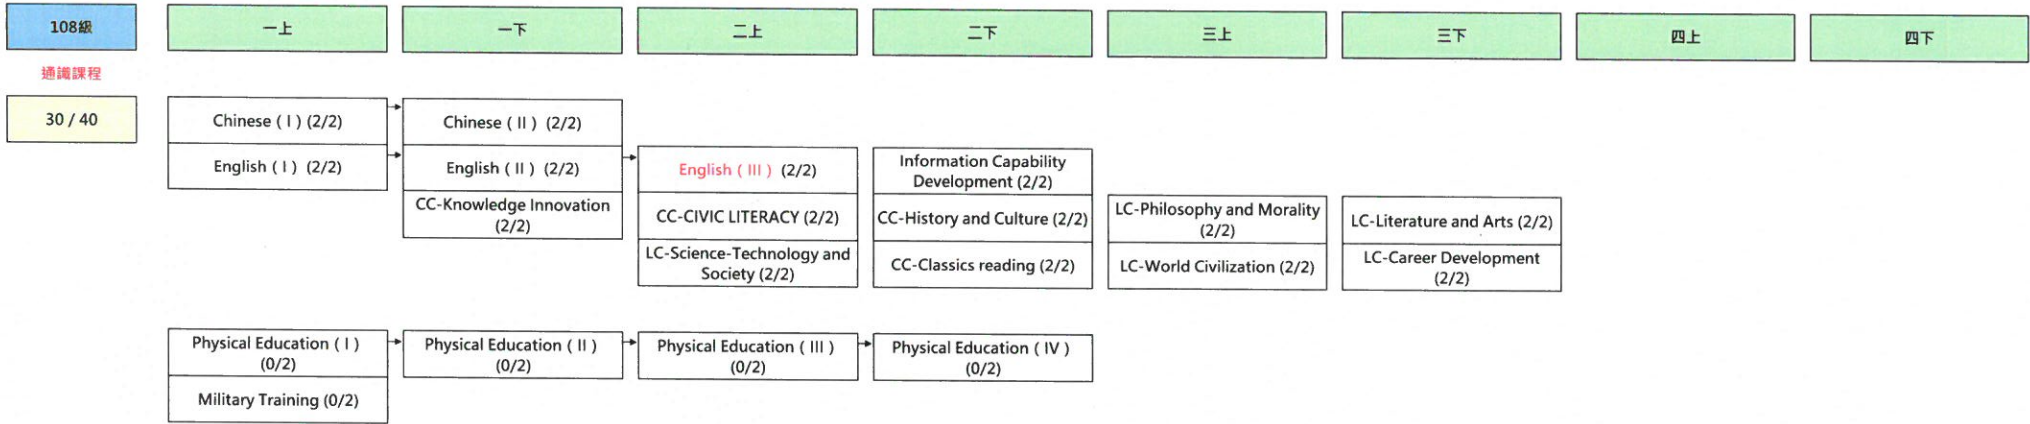 108級
一上
一下
二上
二下
三上
三下
四上
四下
通識課程
30 / 40
Chinese ( I ) (2/2)
English ( I ) (2/2)
Chinese ( II ) (2/2)
English ( II ) (2/2)
CC-Knowledge Innovation
(2/2)
English ( III ) (2/2)
CC-CIVIC LITERACY (2/2)
LC-Science-Technology and
Society (2/2)
Information Capability
Development (2/2)
CC-History and Culture (2/2)
CC-Classics reading (2/2)
LC-Philosophy and Morality
(2/2)
LC-World Civilization (2/2)
LC-Literature and Arts (2/2)
LC-Career Development
(2/2)
Physical Education ( I )
(0/2)
Military Training (0/2)
Physical Education ( II )
(0/2)
Physical Education ( III )
(0/2)
Physical Education ( IV )
(0/2)